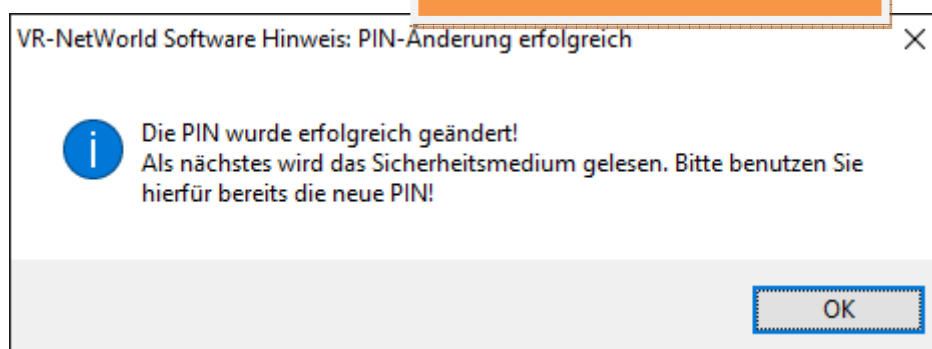 VR-NetWorld Software Hinweis: PIN-Änderung erfolgreich
Die PIN wurde erfolgreich geändert!
Als nächstes wird das Sicherheitsmedium gelesen. Bitte benutzen Sie
hierfür bereits die neue PIN!
OK